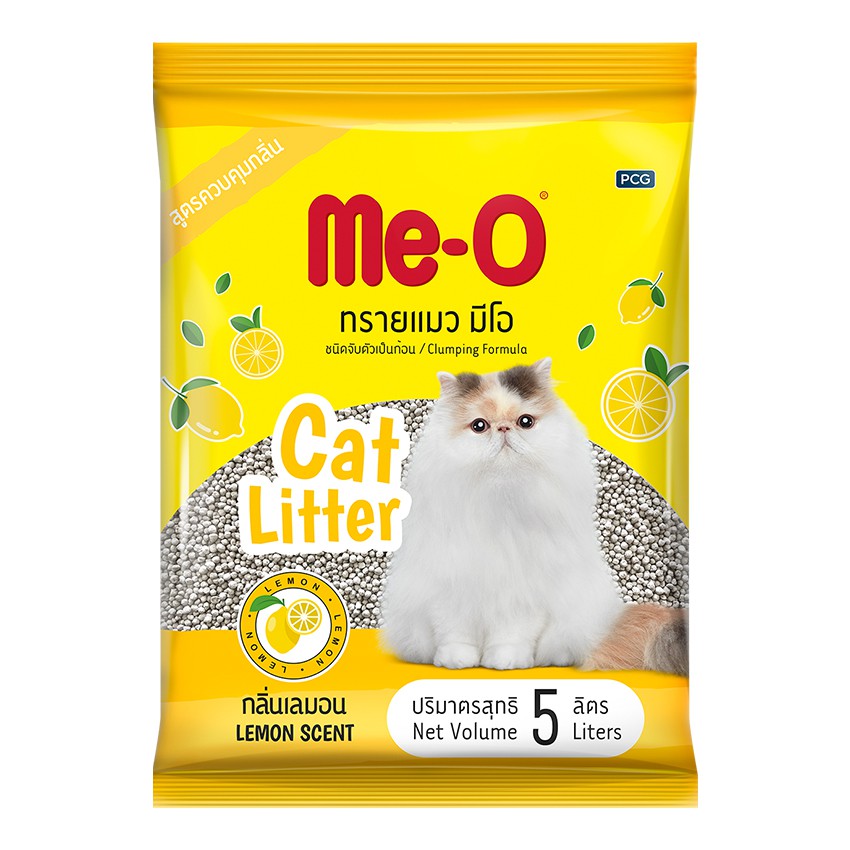 สูตรควบคุมกลิ่น
PCG
Me-O®
ทรายแมว มีโอ
ชนิดจับตัวเป็นก้อน / Clumping Formula
Cat
Litter
LEMON · LEMON · LEMON ·
กลิ่นเลมอน
LEMON SCENT
ปริมาตรสุทธิ 5 ลิตร
Net Volume Liters